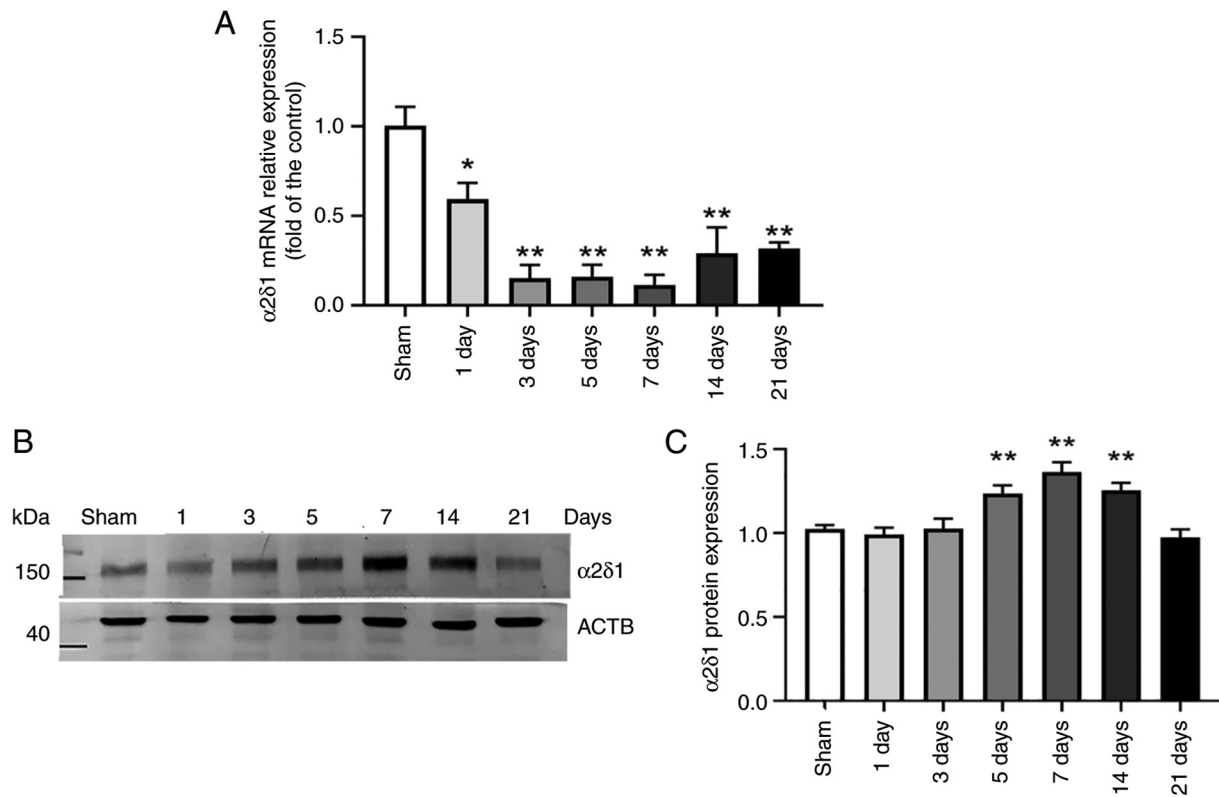 A
α2δ1 mRNA relative expression
(fold of the control)
1.5
1.0
0.5
0.0
*
**
**
**
**
**
Sham
1 day
3 days
5 days
7 days
14 days
21 days
B
kDa Sham 1 3 5 7 14 21 Days
150 α2δ1
40 ACTB
C
α2δ1 protein expression
1.5
1.0
0.5
0.0
**
**
**
Sham
1 day
3 days
5 days
7 days
14 days
21 days